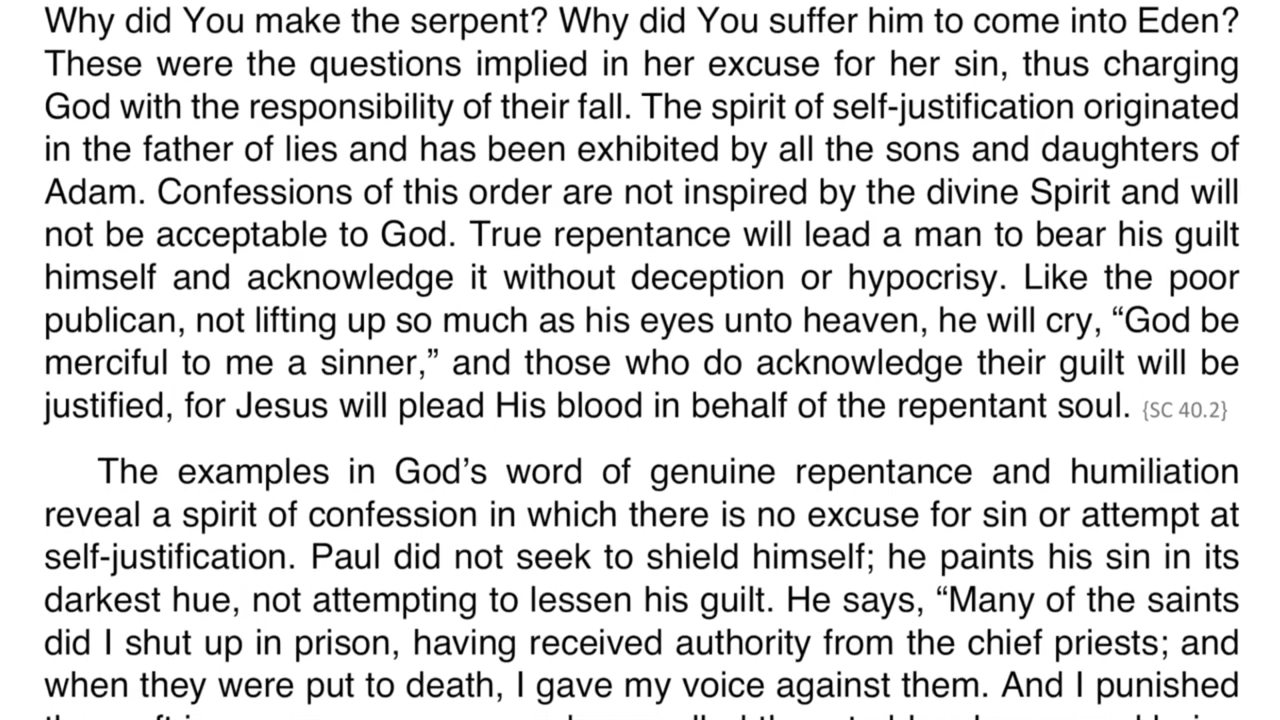 Why did You make the serpent? Why did You suffer him to come into Eden?
These were the questions implied in her excuse for her sin, thus charging
God with the responsibility of their fall. The spirit of self-justification originated
in the father of lies and has been exhibited by all the sons and daughters of
Adam. Confessions of this order are not inspired by the divine Spirit and will
not be acceptable to God. True repentance will lead a man to bear his guilt
himself and acknowledge it without deception or hypocrisy. Like the poor
publican, not lifting up so much as his eyes unto heaven, he will cry, “God be
merciful to me a sinner,” and those who do acknowledge their guilt will be
justified, for Jesus will plead His blood in behalf of the repentant soul. {SC 40.2}
The examples in God’s word of genuine repentance and humiliation
reveal a spirit of confession in which there is no excuse for sin or attempt at
self-justification. Paul did not seek to shield himself; he paints his sin in its
darkest hue, not attempting to lessen his guilt. He says, “Many of the saints
did I shut up in prison, having received authority from the chief priests; and
when they were put to death, I gave my voice against them. And I punished